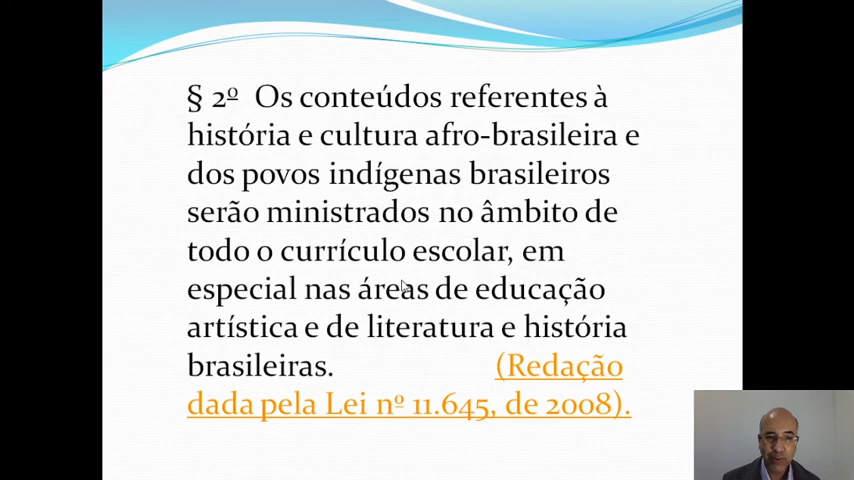 § 2º Os conteúdos referentes à
história e cultura afro-brasileira e
dos povos indígenas brasileiros
serão ministrados no âmbito de
todo o currículo escolar, em
especial nas áreas de educação
artística e de literatura e história
brasileiras. (Redação
dada pela Lei nº 11.645, de 2008).